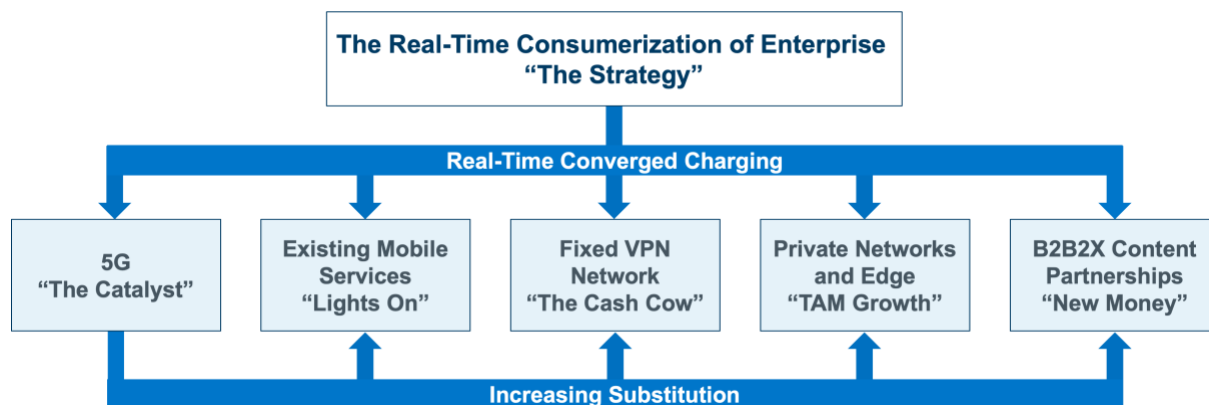 The Real-Time Consumerization of Enterprise
“The Strategy”
Real-Time Converged Charging
5G
“The Catalyst”
Existing Mobile
Services
“Lights On”
Fixed VPN
Network
“The Cash Cow”
Private Networks
and Edge
“TAM Growth”
B2B2X Content
Partnerships
“New Money”
Increasing Substitution